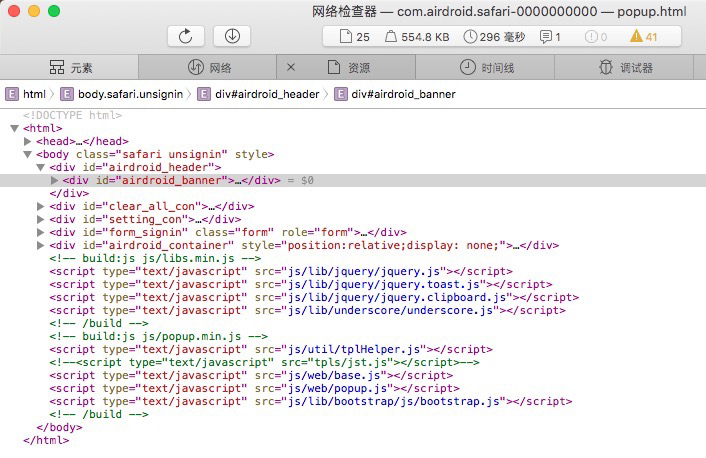 网络检查器 — com.airdroid.safari-0000000000 — popup.html
25 554.8 KB 296 毫秒 1 0 41
元素 网络 × 资源 时间线 调试器
E html 〉 E body.safari.unsignin 〉 E div#airdroid_header 〉 E div#airdroid_banner
<!DOCTYPE html>
<html>
<head>…</head>
<body class="safari unsignin" style>
<div id="airdroid_header">
<div id="airdroid_banner">…</div> = $0
</div>
<div id="clear_all_con">…</div>
<div id="setting_con">…</div>
<div id="form_signin" class="form" role="form">…</div>
<div id="airdroid_container" style="position:relative;display: none;">…</div>
<!-- build:js js/libs.min.js -->
<script type="text/javascript" src="js/lib/jquery/jquery.js"></script>
<script type="text/javascript" src="js/lib/jquery/jquery.toast.js"></script>
<script type="text/javascript" src="js/lib/jquery/jquery.clipboard.js"></script>
<script type="text/javascript" src="js/lib/underscore/underscore.js"></script>
<!-- /build -->
<!-- build:js js/popup.min.js -->
<script type="text/javascript" src="js/util/tplHelper.js"></script>
<!--<script type="text/javascript" src="tpls/jst.js"></script>-->
<script type="text/javascript" src="js/web/base.js"></script>
<script type="text/javascript" src="js/web/popup.js"></script>
<script type="text/javascript" src="js/lib/bootstrap/js/bootstrap.js"></script>
<!-- /build -->
</body>
</html>